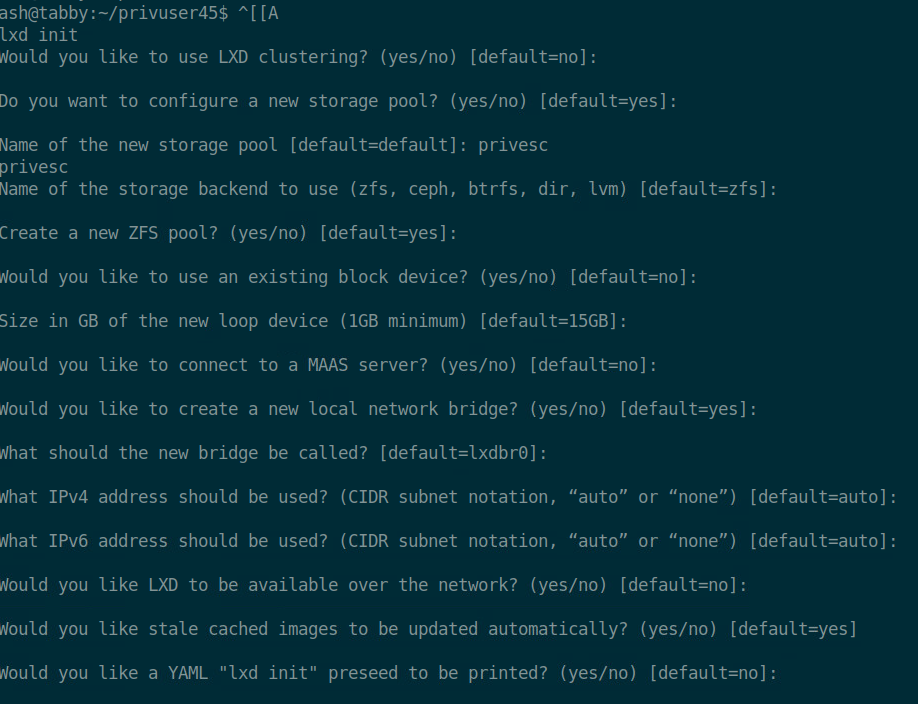 ash@tabby:~/privuser45$ ^[[A
lxd init
Would you like to use LXD clustering? (yes/no) [default=no]:
Do you want to configure a new storage pool? (yes/no) [default=yes]:
Name of the new storage pool [default=default]: privesc
privesc
Name of the storage backend to use (zfs, ceph, btrfs, dir, lvm) [default=zfs]:
Create a new ZFS pool? (yes/no) [default=yes]:
Would you like to use an existing block device? (yes/no) [default=no]:
Size in GB of the new loop device (1GB minimum) [default=15GB]:
Would you like to connect to a MAAS server? (yes/no) [default=no]:
Would you like to create a new local network bridge? (yes/no) [default=yes]:
What should the new bridge be called? [default=lxdbr0]:
What IPv4 address should be used? (CIDR subnet notation, “auto” or “none”) [default=auto]:
What IPv6 address should be used? (CIDR subnet notation, “auto” or “none”) [default=auto]:
Would you like LXD to be available over the network? (yes/no) [default=no]:
Would you like stale cached images to be updated automatically? (yes/no) [default=yes]
Would you like a YAML "lxd init" preseed to be printed? (yes/no) [default=no]: